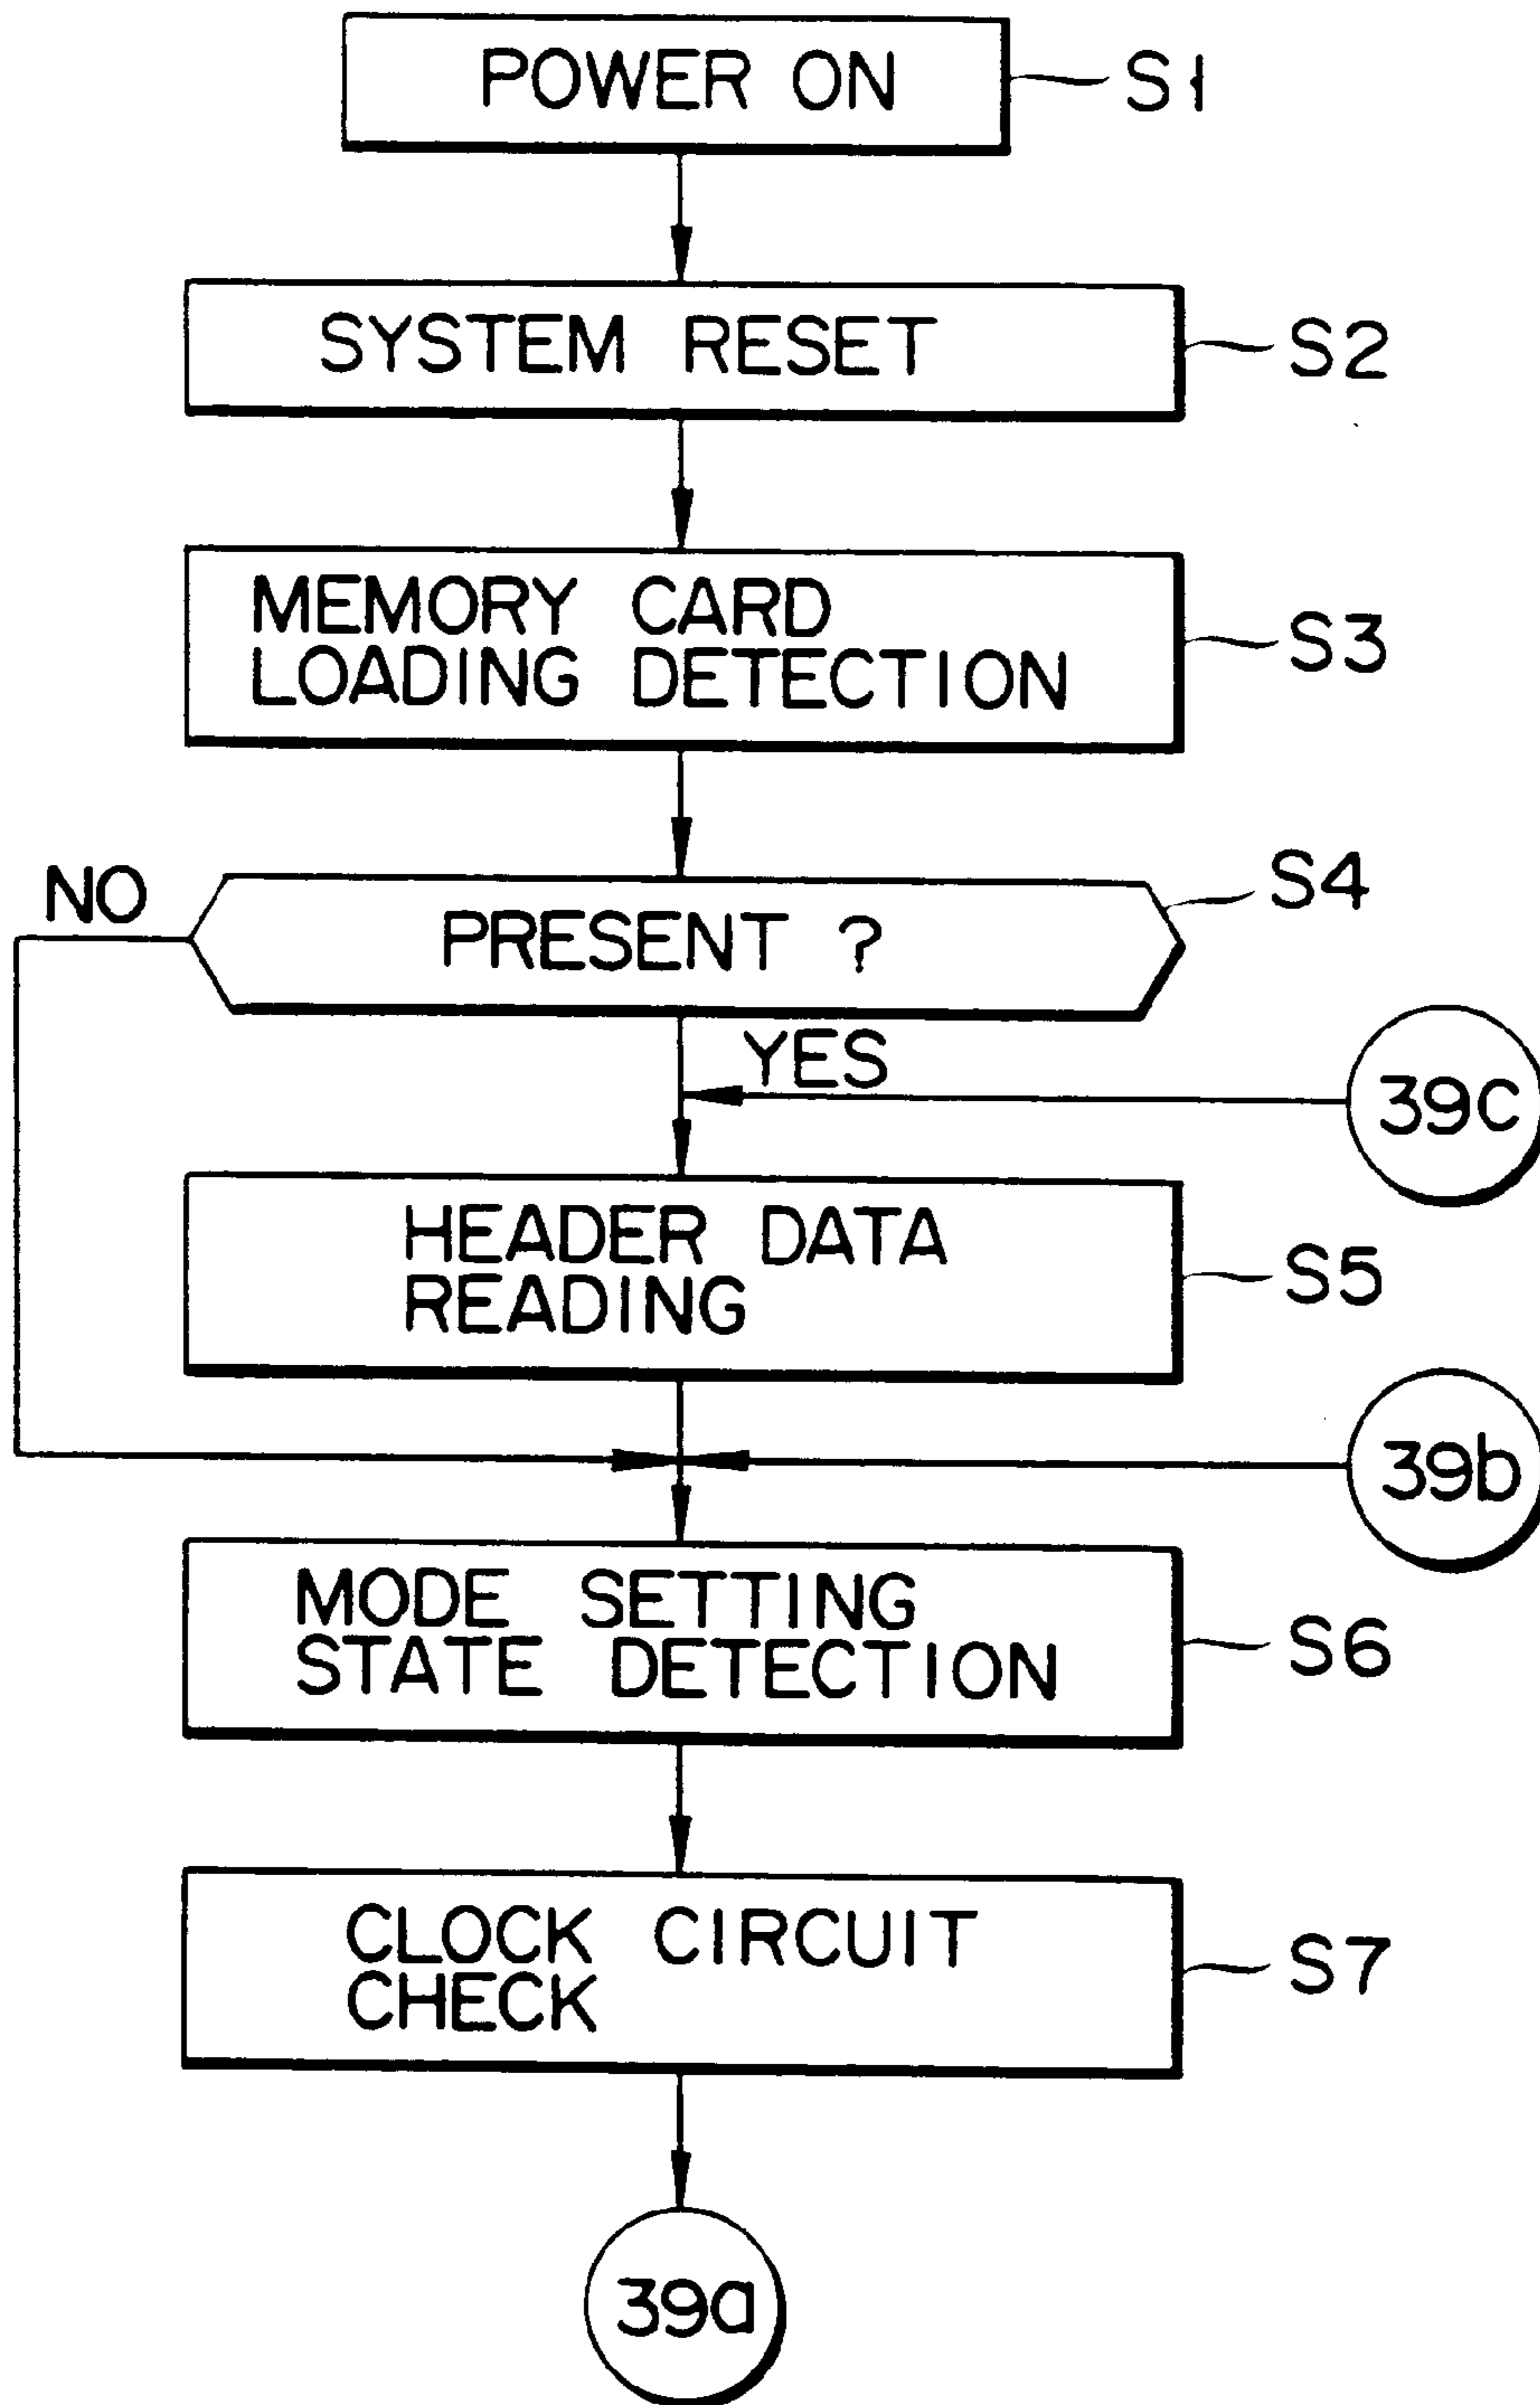 POWER ON
S1
SYSTEM RESET
S2
MEMORY CARD
LOADING DETECTION
S3
NO
PRESENT ?
S4
YES
39C
HEADER DATA
READING
S5
39b
MODE SETTING
STATE DETECTION
S6
CLOCK CIRCUIT
CHECK
S7
39a